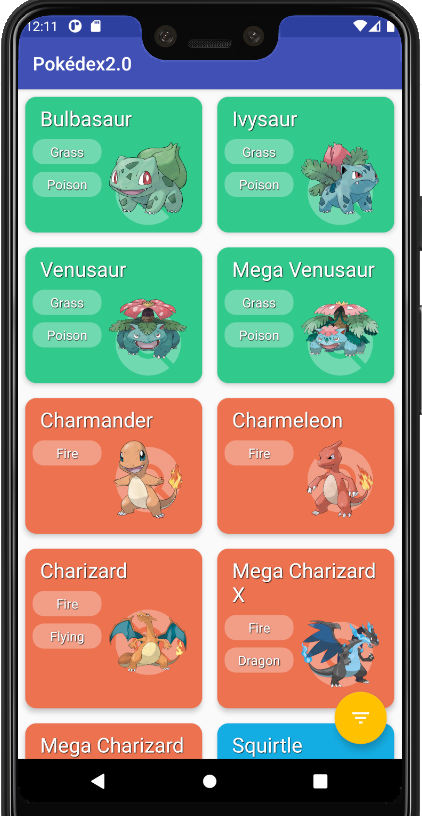 12:11
Pokédex2.0
Bulbasaur
Grass
Poison
Ivysaur
Grass
Poison
Venusaur
Grass
Poison
Mega Venusaur
Grass
Poison
Charmander
Fire
Charmeleon
Fire
Charizard
Fire
Flying
Mega Charizard
X
Fire
Dragon
Mega Charizard
Squirtle